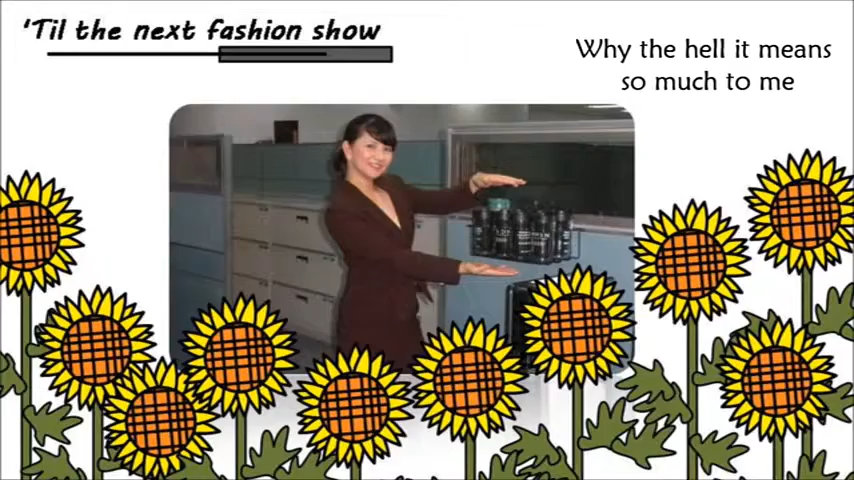 'Til the next fashion show
Why the hell it means
so much to me